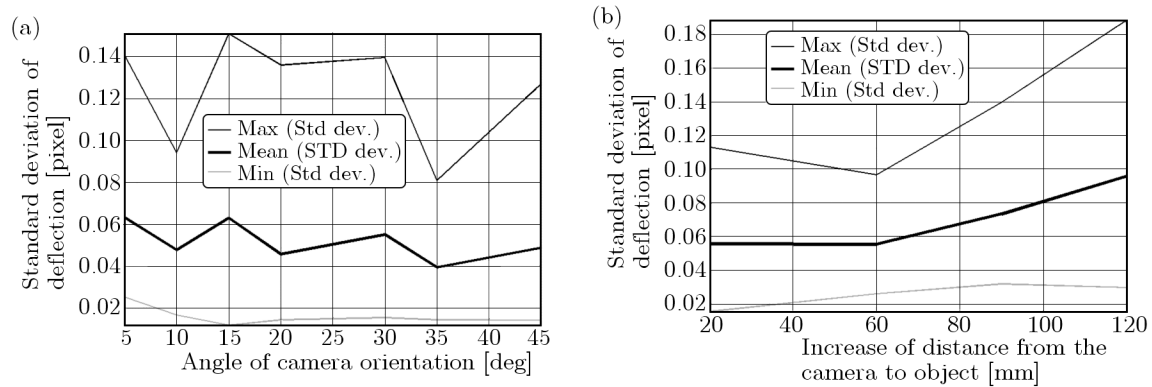 (a)
Standard deviation of
deflection [pixel]
0.14
0.12
0.10
0.08
0.06
0.04
0.02
Max (Std dev.)
Mean (STD dev.)
Min (Std dev.)
5 10 15 20 25 30 35 40 45
Angle of camera orientation [deg]
(b)
Standard deviation of
deflection [pixel]
0.18
0.16
0.14
0.12
0.10
0.08
0.06
0.04
0.02
Max (Std dev.)
Mean (STD dev.)
Min (Std dev.)
20 40 60 80 100 120
Increase of distance from the
camera to object [mm]